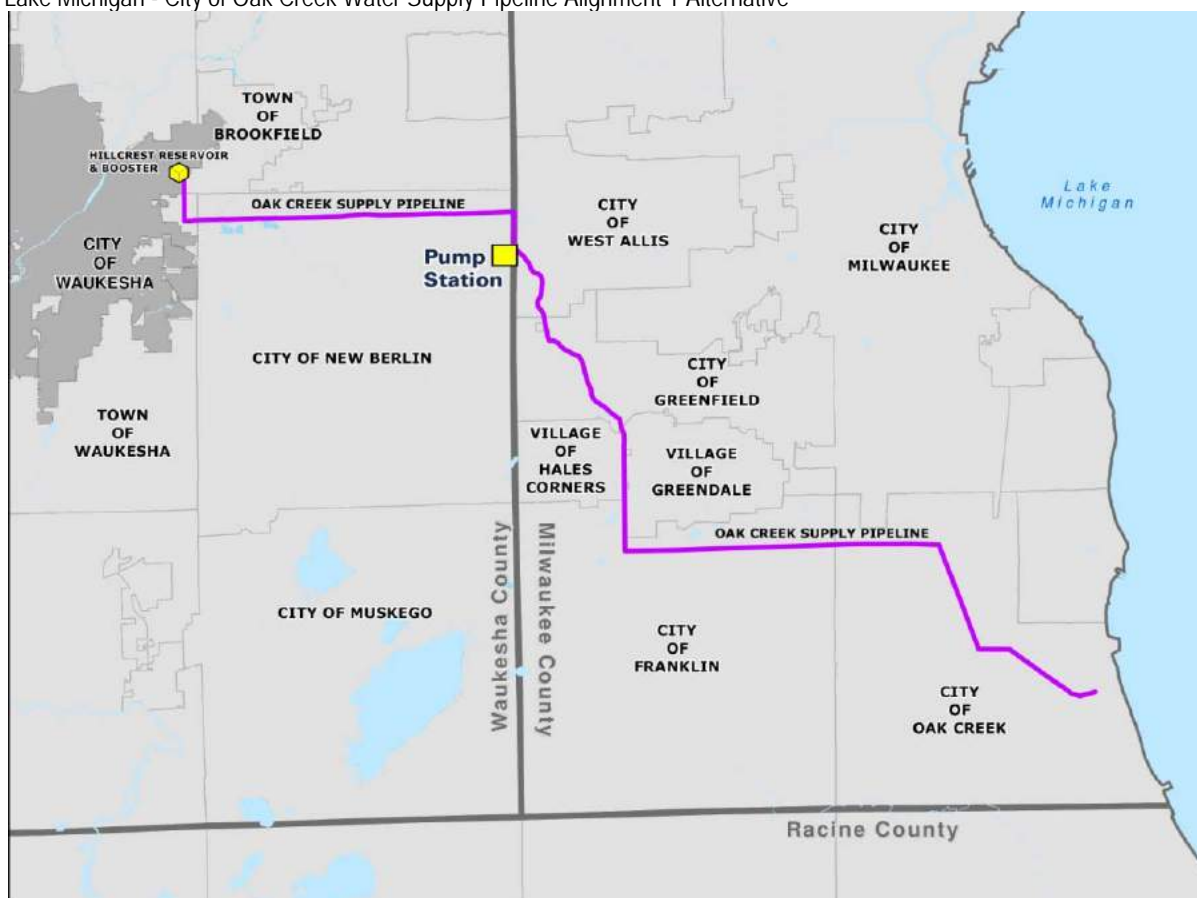 Lake Michigan - City of Oak Creek Water Supply Pipeline Alignment 1 Alternative
TOWN
OF
BROOKFIELD
HILLCREST RESERVOIR
& BOOSTER
OAK CREEK SUPPLY PIPELINE
CITY
OF
WEST ALLIS
Lake
Michigan
CITY
OF
MILWAUKEE
CITY
OF
WAUKESHA
Pump
Station
CITY OF NEW BERLIN
CITY
OF
GREENFIELD
TOWN
OF
WAUKESHA
VILLAGE
OF
HALES
CORNERS
VILLAGE
OF
GREENDALE
OAK CREEK SUPPLY PIPELINE
Waukesha County
Milwaukee County
CITY OF MUSKEGO
CITY
OF
FRANKLIN
CITY
OF
OAK CREEK
Racine County